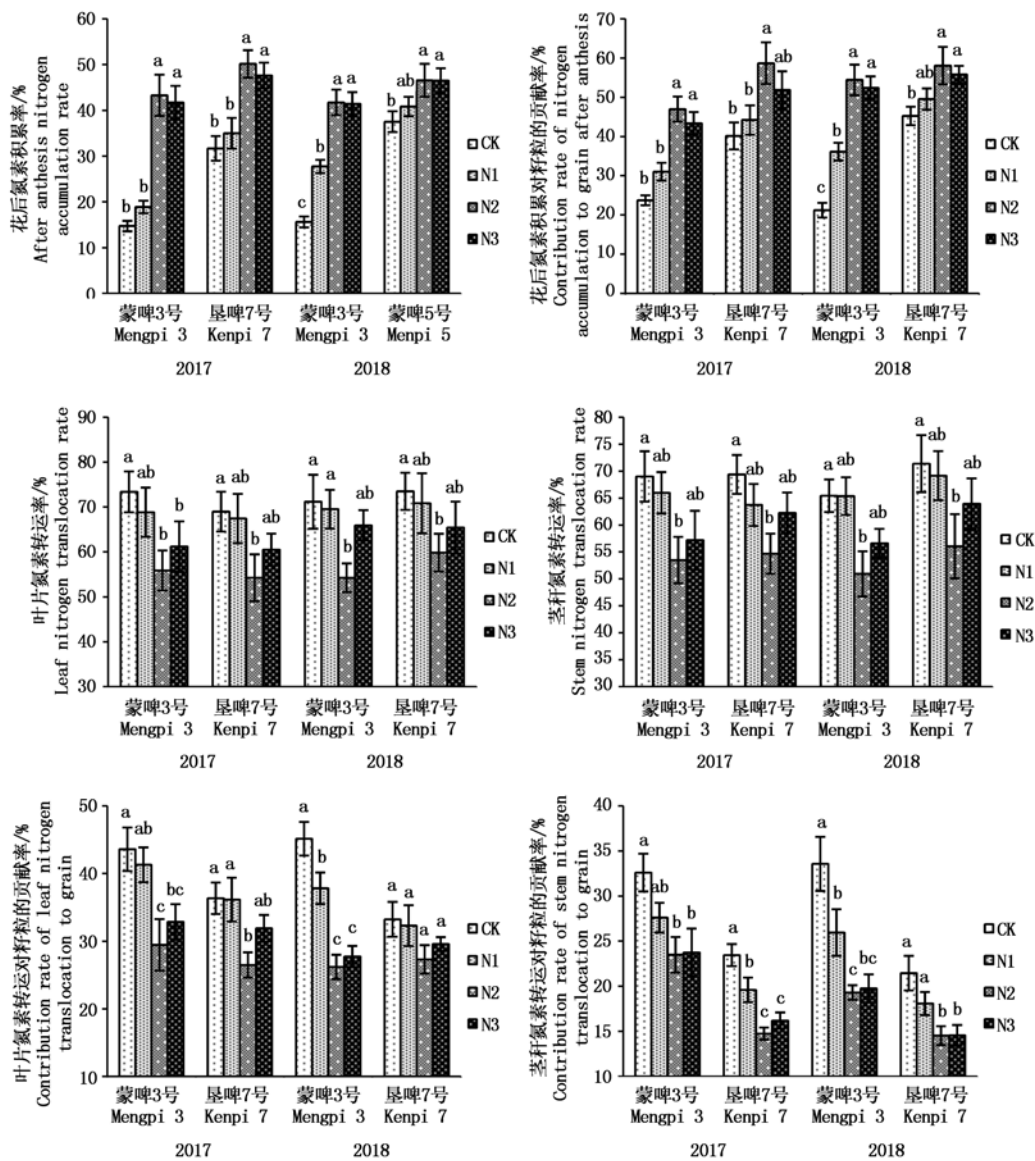 花后氮素积累率/%
After anthesis nitrogen
accumulation rate
60
50
40
30
20
10
0
b
b
a
a
b
b
a
a
c
b
a
a
b
ab
a
a
CK
N1
N2
N3
蒙啤3号
Mengpi 3
垦啤7号
Kenpi 7
蒙啤3号
Mengpi 3
蒙啤5号
Mengpi 5
2017
2018
花后氮素积累对籽粒的贡献率/%
Contribution rate of nitrogen
accumulation to grain after anthesis
70
60
50
40
30
20
10
0
b
b
a
a
b
b
a
ab
c
b
a
a
b
ab
a
a
CK
N1
N2
N3
蒙啤3号
Mengpi 3
垦啤7号
Kenpi 7
蒙啤3号
Mengpi 3
垦啤7号
Kenpi 7
2017
2018
叶片氮素转运率/%
Leaf nitrogen translocation rate
90
80
70
60
50
40
30
a
ab
b
b
a
ab
b
ab
a
a
b
ab
a
ab
b
ab
CK
N1
N2
N3
蒙啤3号
Mengpi 3
垦啤7号
Kenpi 7
蒙啤3号
Mengpi 3
垦啤7号
Kenpi 7
2017
2018
茎秆氮素转运率/%
Stem nitrogen translocation rate
80
75
70
65
60
55
50
45
40
35
30
a
ab
b
ab
a
ab
b
ab
a
ab
b
ab
a
ab
b
ab
CK
N1
N2
N3
蒙啤3号
Mengpi 3
垦啤7号
Kenpi 7
蒙啤3号
Mengpi 3
垦啤7号
Kenpi 7
2017
2018
叶片氮素转运对籽粒的贡献率/%
Contribution rate of leaf nitrogen
translocation to grain
50
40
30
20
10
a
ab
c
bc
a
a
b
ab
a
b
c
c
a
a
a
a
CK
N1
N2
N3
蒙啤3号
Mengpi 3
垦啤7号
Kenpi 7
蒙啤3号
Mengpi 3
垦啤7号
Kenpi 7
2017
2018
茎秆氮素转运对籽粒的贡献率/%
Contribution rate of stem nitrogen
translocation to grain
40
35
30
25
20
15
10
a
ab
b
b
a
b
c
c
a
b
c
bc
a
a
b
b
CK
N1
N2
N3
蒙啤3号
Mengpi 3
垦啤7号
Kenpi 7
蒙啤3号
Mengpi 3
垦啤7号
Kenpi 7
2017
2018